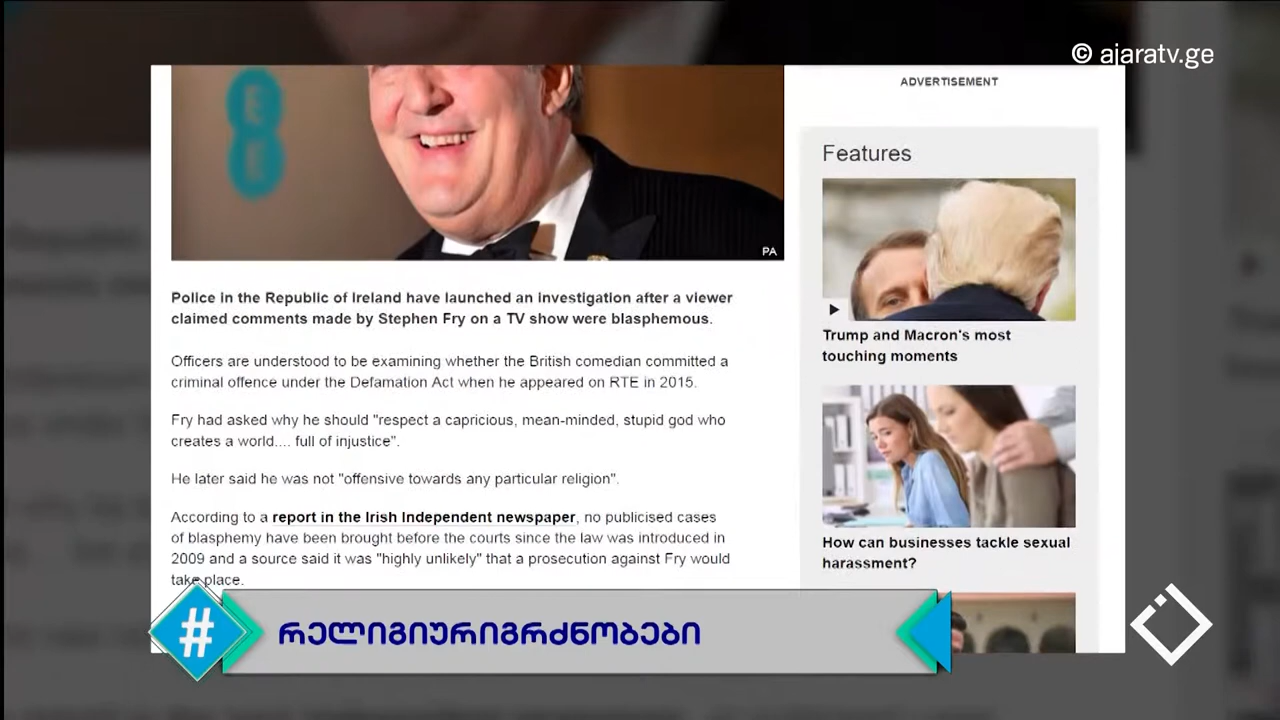 © ajaratv.ge
EE
PA
Police in the Republic of Ireland have launched an investigation after a viewer
claimed comments made by Stephen Fry on a TV show were blasphemous.
Officers are understood to be examining whether the British comedian committed a
criminal offence under the Defamation Act when he appeared on RTE in 2015.
Fry had asked why he should "respect a capricious, mean-minded, stupid god who
creates a world.... full of injustice".
He later said he was not "offensive towards any particular religion".
According to a report in the Irish Independent newspaper, no publicised cases
of blasphemy have been brought before the courts since the law was introduced in
2009 and a source said it was "highly unlikely" that a prosecution against Fry would
take place.
ADVERTISEMENT
Features
Trump and Macron's most
touching moments
How can businesses tackle sexual
harassment?
# რელიგიურიგრძნობები